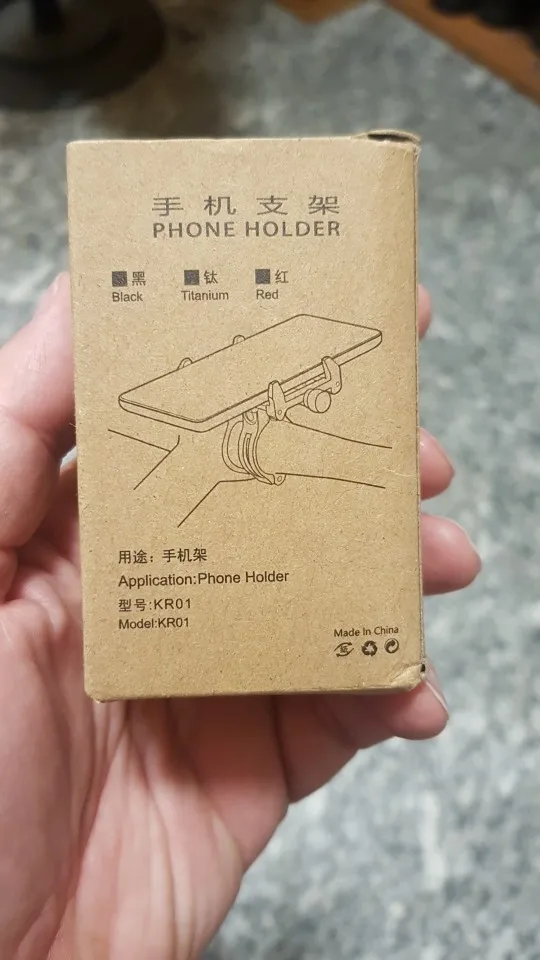 手机支架
PHONE HOLDER
黑 钛 红
Black Titanium Red
用途：手机架
Application:Phone Holder
型号:KR01
Model:KR01
Made In China